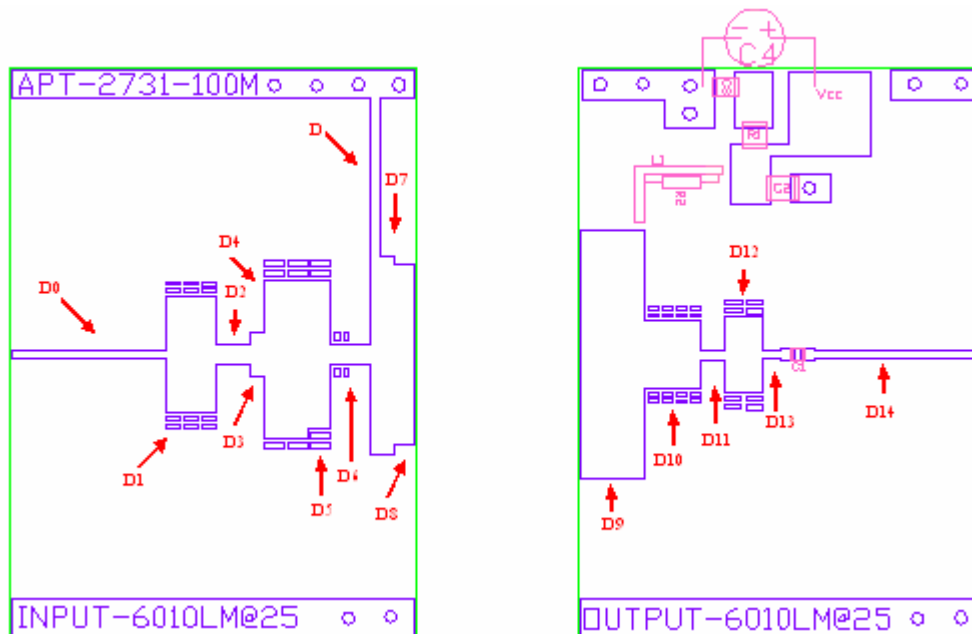 APT-2731-100M
D
D7
D4
D2
D0
D3
D6
D1
D5
D8
INPUT-6010LM@25
- +
C4
Vcc
R1
L1
R2
C2
D12
C1
D14
D13
D11
D10
D9
OUTPUT-6010LM@25